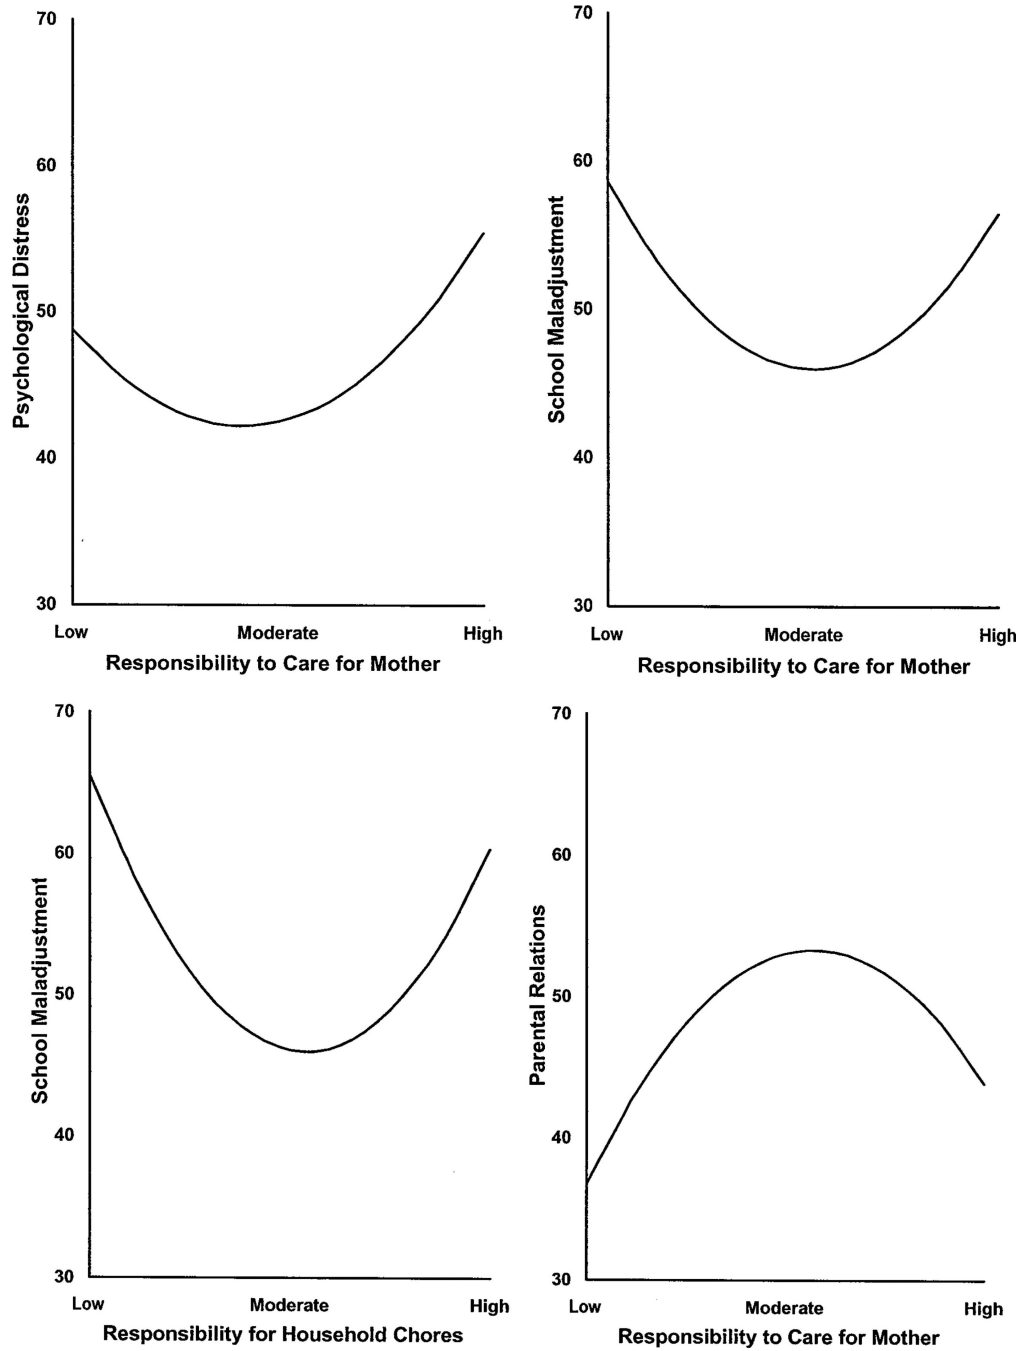 70
60
50
40
30
Psychological Distress
Low Moderate High
Responsibility to Care for Mother
70
60
50
40
30
School Maladjustment
Low Moderate High
Responsibility to Care for Mother
70
60
50
40
30
School Maladjustment
Low Moderate High
Responsibility for Household Chores
70
60
50
40
30
Parental Relations
Low Moderate High
Responsibility to Care for Mother